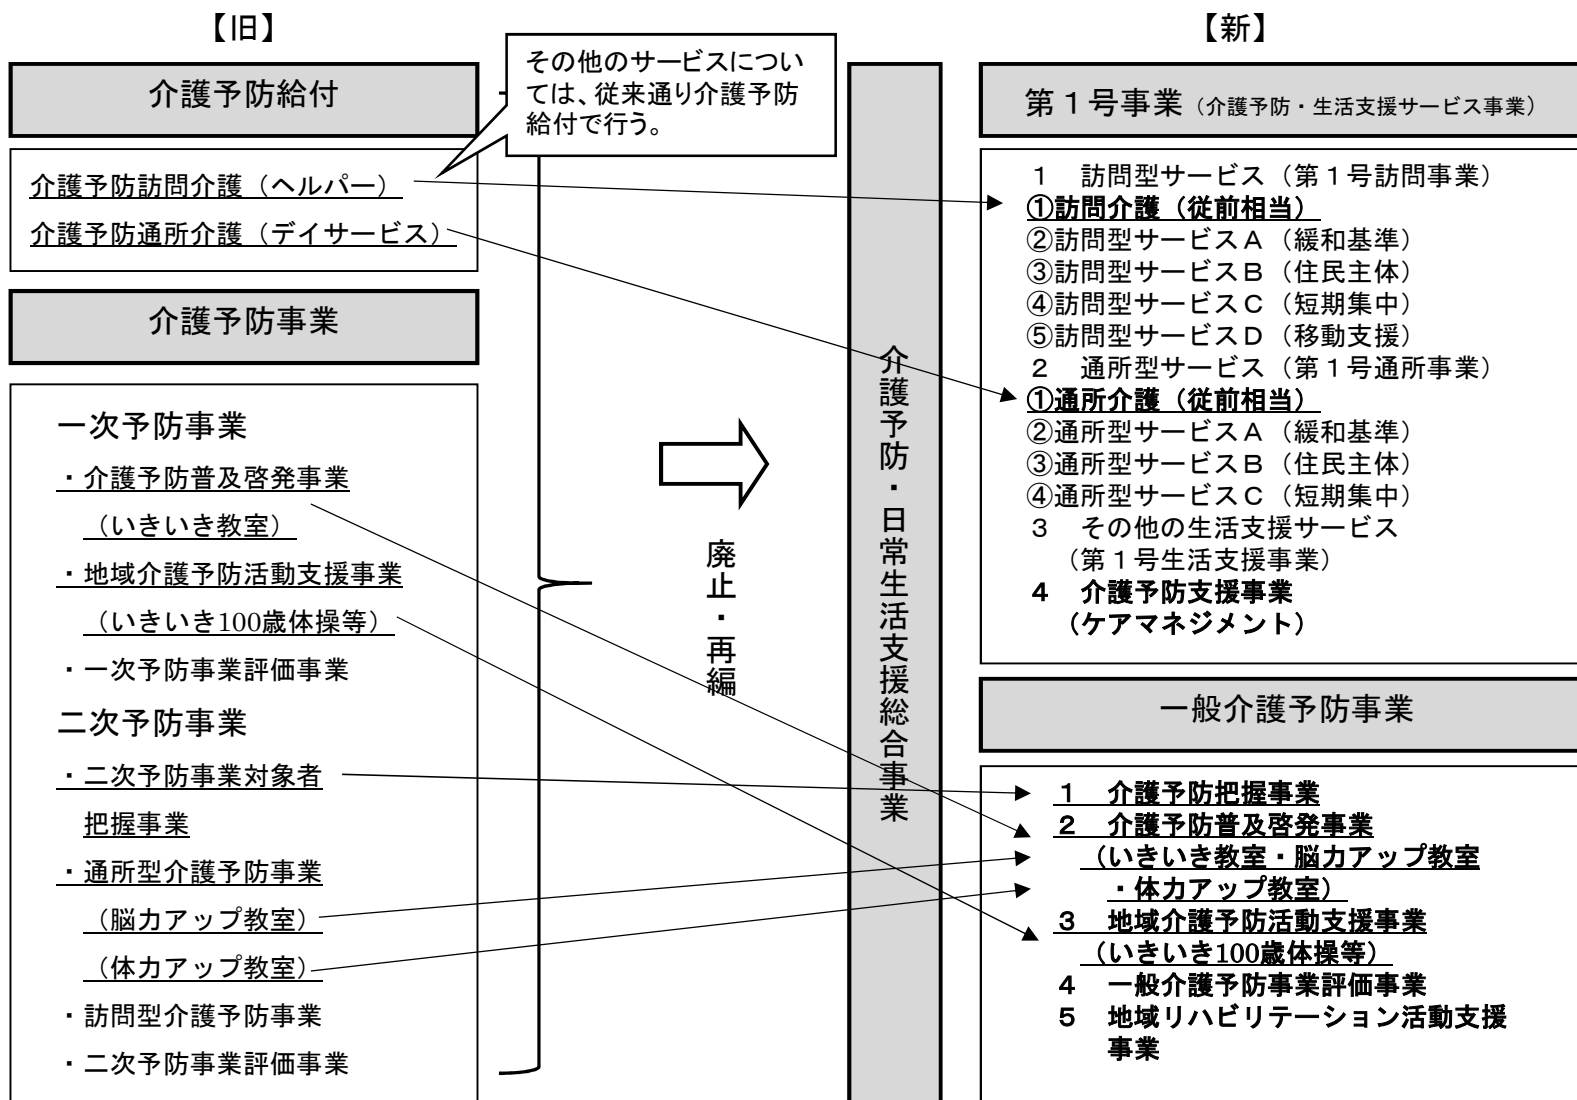 【旧】
介護予防給付
その他のサービスについ
ては、従来通り介護予防
給付で行う。
介護予防訪問介護（ヘルパー）
介護予防通所介護（デイサービス）
介護予防事業
一次予防事業
・介護予防普及啓発事業
（いきいき教室）
・地域介護予防活動支援事業
（いきいき100歳体操等）
・一次予防事業評価事業
二次予防事業
・二次予防事業対象者
把握事業
・通所型介護予防事業
（脳力アップ教室）
（体力アップ教室）
・訪問型介護予防事業
・二次予防事業評価事業
廃止・再編
介護予防・日常生活支援総合事業
【新】
第１号事業（介護予防・生活支援サービス事業）
１　訪問型サービス（第１号訪問事業）
①訪問介護（従前相当）
②訪問型サービスＡ（緩和基準）
③訪問型サービスＢ（住民主体）
④訪問型サービスＣ（短期集中）
⑤訪問型サービスＤ（移動支援）
２　通所型サービス（第１号通所事業）
①通所介護（従前相当）
②通所型サービスＡ（緩和基準）
③通所型サービスＢ（住民主体）
④通所型サービスＣ（短期集中）
３　その他の生活支援サービス
（第１号生活支援事業）
４　介護予防支援事業
（ケアマネジメント）
一般介護予防事業
１　介護予防把握事業
２　介護予防普及啓発事業
（いきいき教室・脳力アップ教室
・体力アップ教室）
３　地域介護予防活動支援事業
（いきいき100歳体操等）
４　一般介護予防事業評価事業
５　地域リハビリテーション活動支援
事業